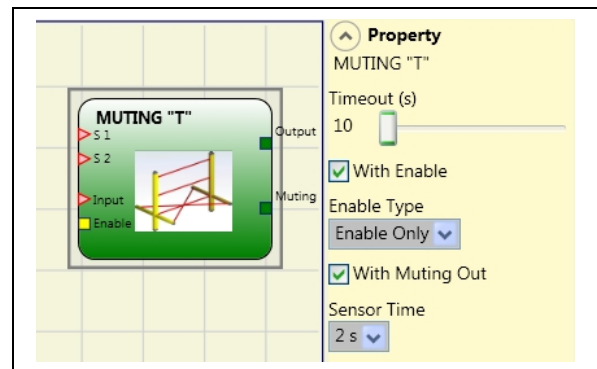 MUTING "T"
S 1
S 2
Input
Enable
Output
Muting
Property
MUTING "T"
Timeout (s)
10
With Enable
Enable Type
Enable Only
With Muting Out
Sensor Time
2 s